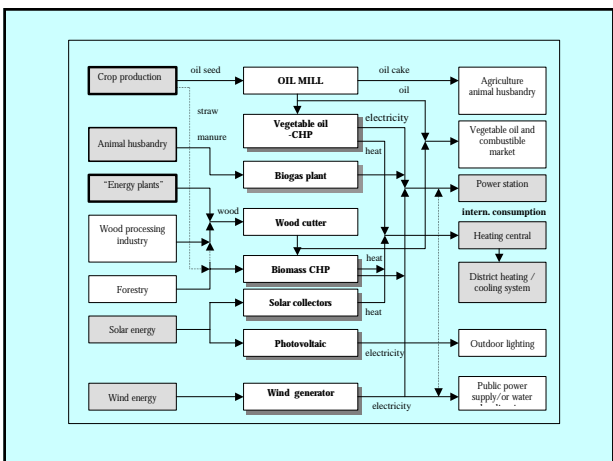 Crop production
oil seed
OIL MILL
oil cake
Agriculture
animal husbandry
oil
straw
Vegetable oil
-CHP
electricity
heat
Vegetable oil and
combustible
market
manure
Animal husbandry
Biogas plant
"Energy plants"
Power station
intern. consumption
wood
Wood cutter
Wood processing
industry
Heating central
Biomass CHP
heat
Forestry
District heating /
cooling system
Solar collectors
heat
Solar energy
Photovoltaic
electricity
Outdoor lighting
Wind energy
Wind generator
electricity
Public power
supply/or water